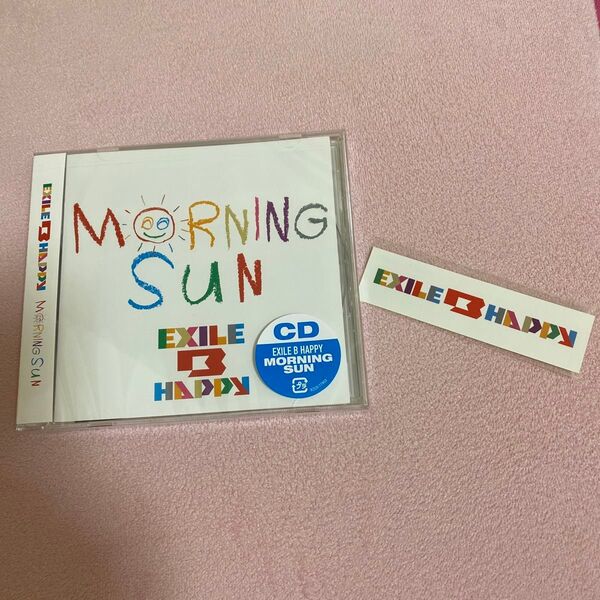 EXILE B HAPPY MORNING SUN
MORNING
SUN
EXILE
B
HAPPY
CD
EXILE B HAPPY
MORNING
SUN
EXILE B HAPPY